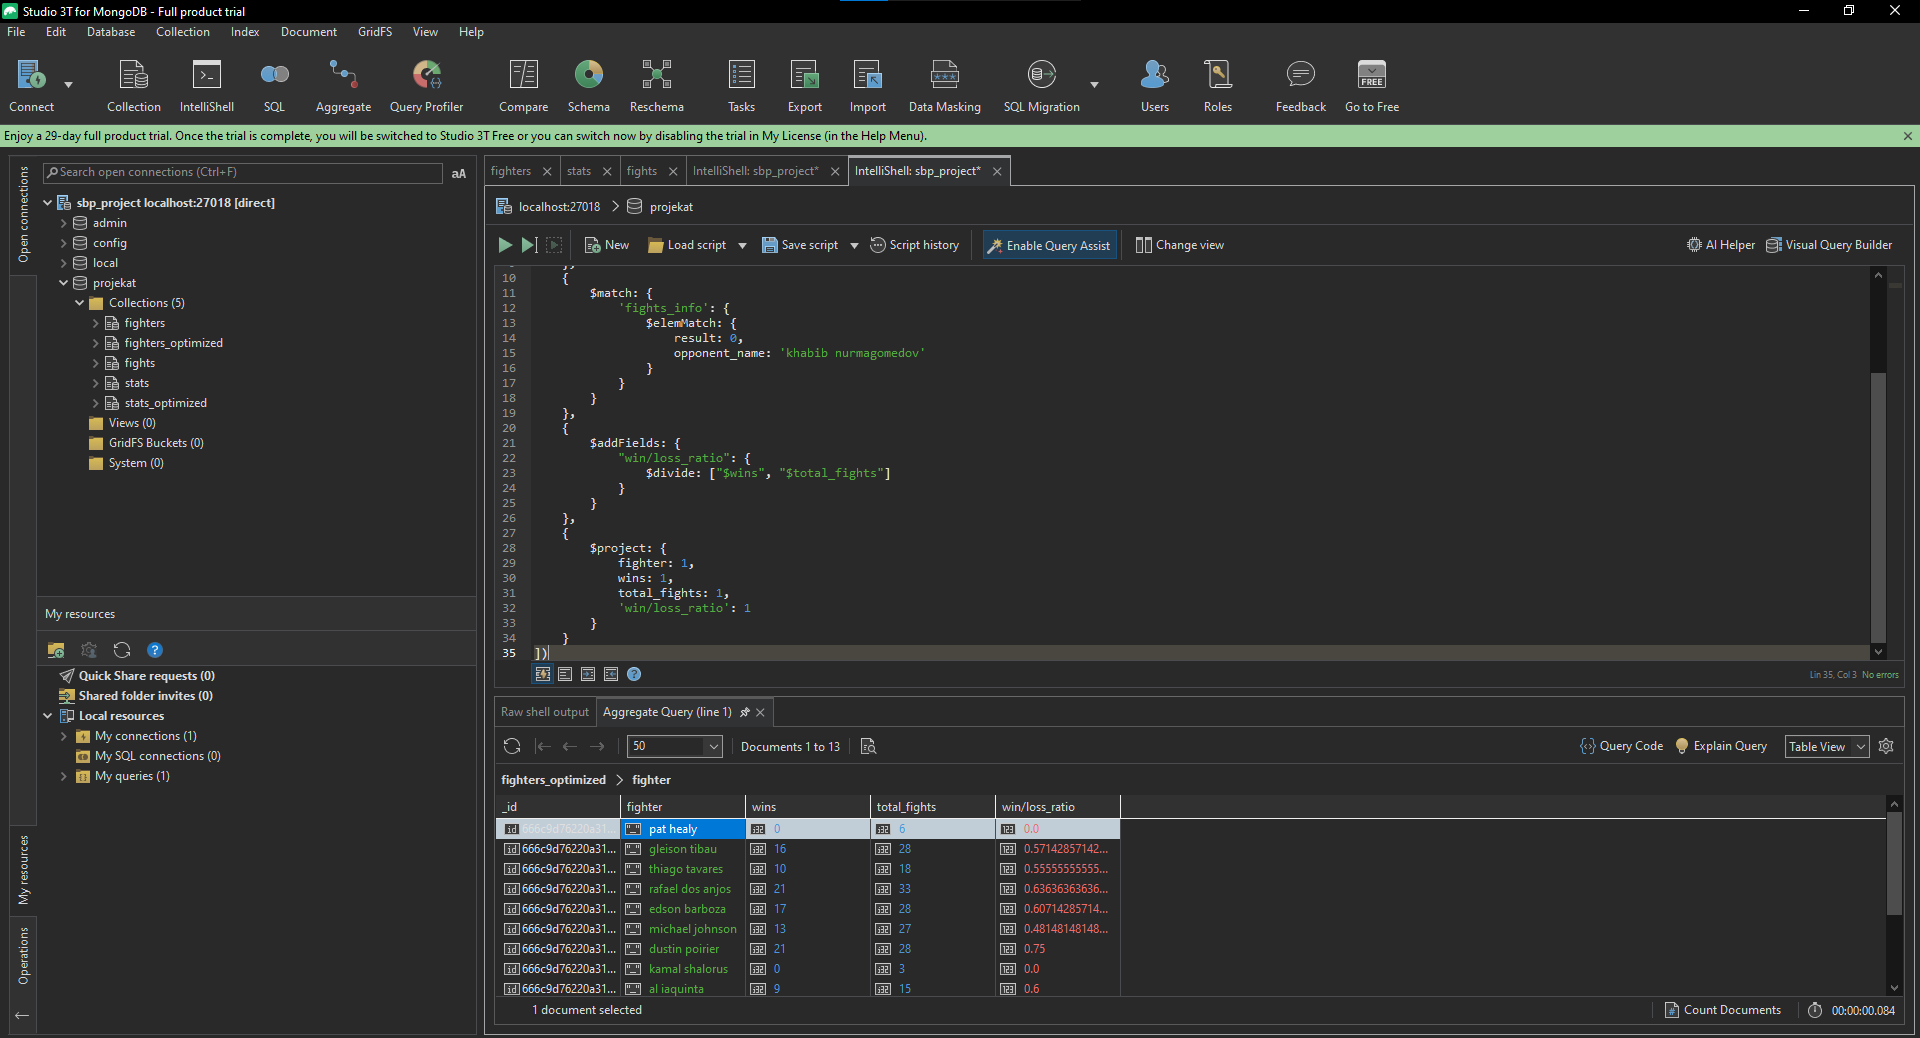 Studio 3T for MongoDB - Full product trial
File Edit Database Collection Index Document GridFS View Help
Connect Collection IntelliShell SQL Aggregate Query Profiler Compare Schema Reschema Tasks Export Import Data Masking SQL Migration Users Roles Feedback Go to Free
FREE
Enjoy a 29-day full product trial. Once the trial is complete, you will be switched to Studio 3T Free or you can switch now by disabling the trial in My License (in the Help Menu).
Open connections
Search open connections (Ctrl+F) aA
sbp_project localhost:27018 [direct]
admin
config
local
projekat
Collections (5)
fighters
fighters_optimized
fights
stats
stats_optimized
Views (0)
GridFS Buckets (0)
System (0)
My resources
Quick Share requests (0)
Shared folder invites (0)
Local resources
My connections (1)
My SQL connections (0)
My queries (1)
My resources
Operations
fighters stats fights IntelliShell: sbp_project* IntelliShell: sbp_project*
localhost:27018 projekat
New Load script Save script Script history Enable Query Assist Change view AI Helper Visual Query Builder
10 {
11 $match: {
12 'fights_info': {
13 $elemMatch: {
14 result: 0,
15 opponent_name: 'khabib nurmagomedov'
16 }
17 }
18 }
19 },
20 {
21 $addFields: {
22 "win/loss_ratio": {
23 $divide: ["$wins", "$total_fights"]
24 }
25 }
26 },
27 {
28 $project: {
29 fighter: 1,
30 wins: 1,
31 total_fights: 1,
32 'win/loss_ratio': 1
33 }
34 }
35 ])
Lin 35, Col 3 No errors
Raw shell output Aggregate Query (line 1)
50 Documents 1 to 13 Query Code Explain Query Table View
fighters_optimized > fighter
_id fighter wins total_fights win/loss_ratio
666c9d76220a31... pat healy 0 6 0.0
666c9d76220a31... gleison tibau 16 28 0.57142857142...
666c9d76220a31... thiago tavares 10 18 0.55555555555...
666c9d76220a31... rafael dos anjos 21 33 0.63636363636...
666c9d76220a31... edson barboza 17 28 0.60714285714...
666c9d76220a31... michael johnson 13 27 0.48148148148...
666c9d76220a31... dustin poirier 21 28 0.75
666c9d76220a31... kamal shalorus 0 3 0.0
666c9d76220a31... al iaquinta 9 15 0.6
1 document selected Count Documents 00:00:00.084